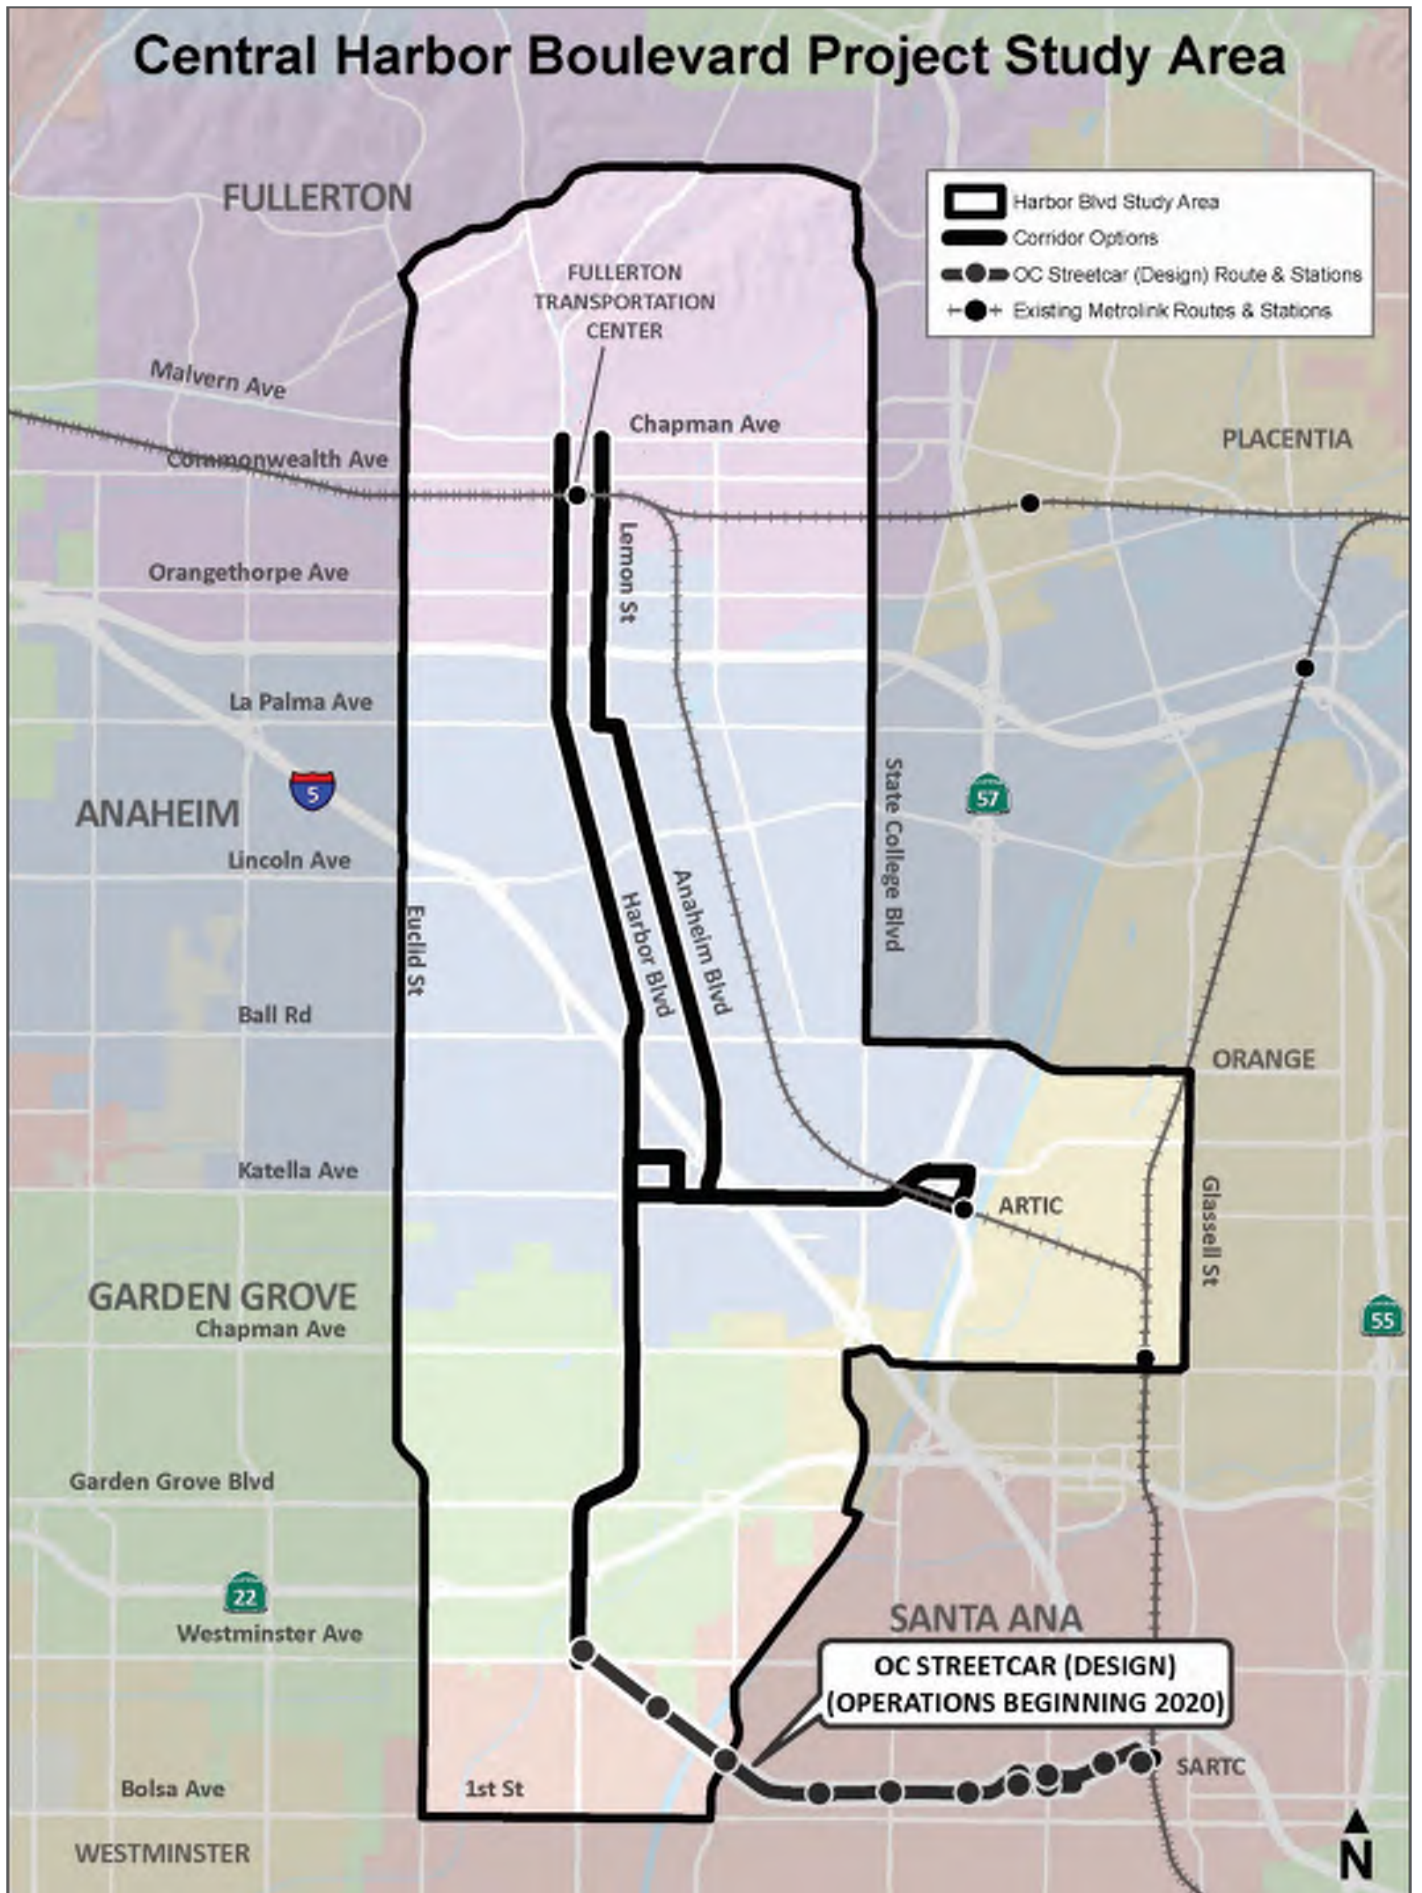 Central Harbor Boulevard Project Study Area
FULLERTON
Harbor Blvd Study Area
Corridor Options
OC Streetcar (Design) Route & Stations
Existing Metrolink Routes & Stations
FULLERTON
TRANSPORTATION
CENTER
Malvern Ave
Chapman Ave
PLACENTIA
Commonwealth Ave
Lemon St
Orangethorpe Ave
La Palma Ave
5
57
ANAHEIM
State College Blvd
Lincoln Ave
Euclid St
Harbor Blvd
Anaheim Blvd
Ball Rd
ORANGE
Katella Ave
ARTIC
Glassell St
GARDEN GROVE
Chapman Ave
55
Garden Grove Blvd
22
Westminster Ave
SANTA ANA
OC STREETCAR (DESIGN)
(OPERATIONS BEGINNING 2020)
SARTC
Bolsa Ave
1st St
WESTMINSTER
N